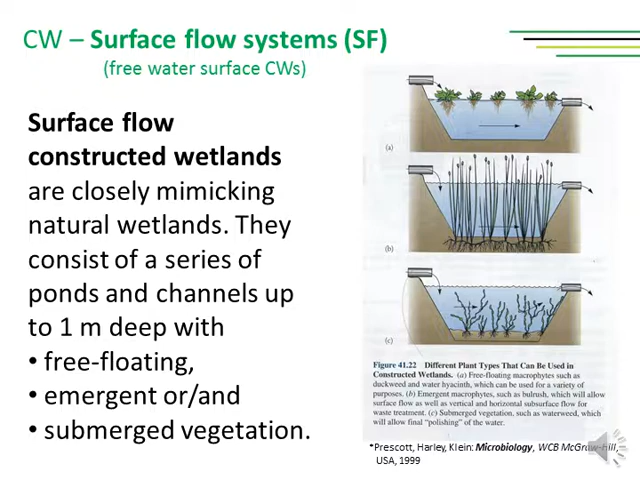 CW – Surface flow systems (SF)
(free water surface CWs)
Surface flow
constructed wetlands
are closely mimicking
natural wetlands. They
consist of a series of
ponds and channels up
to 1 m deep with
• free-floating,
• emergent or/and
• submerged vegetation.
(a)
(b)
(c)
Figure 41.22 Different Plant Types That Can Be Used in
Constructed Wetlands. (a) Free-floating macrophytes such as
duckweed and water hyacinth, which can be used for a variety of
purposes. (b) Emergent macrophytes, such as bulrush, which will allow
surface flow as well as vertical and horizontal subsurface flow for
waste treatment. (c) Submerged vegetation, such as waterweed, which
will allow final "polishing" of the water.
*Prescott, Harley, Klein: Microbiology, WCB McGraw-Hill,
USA, 1999